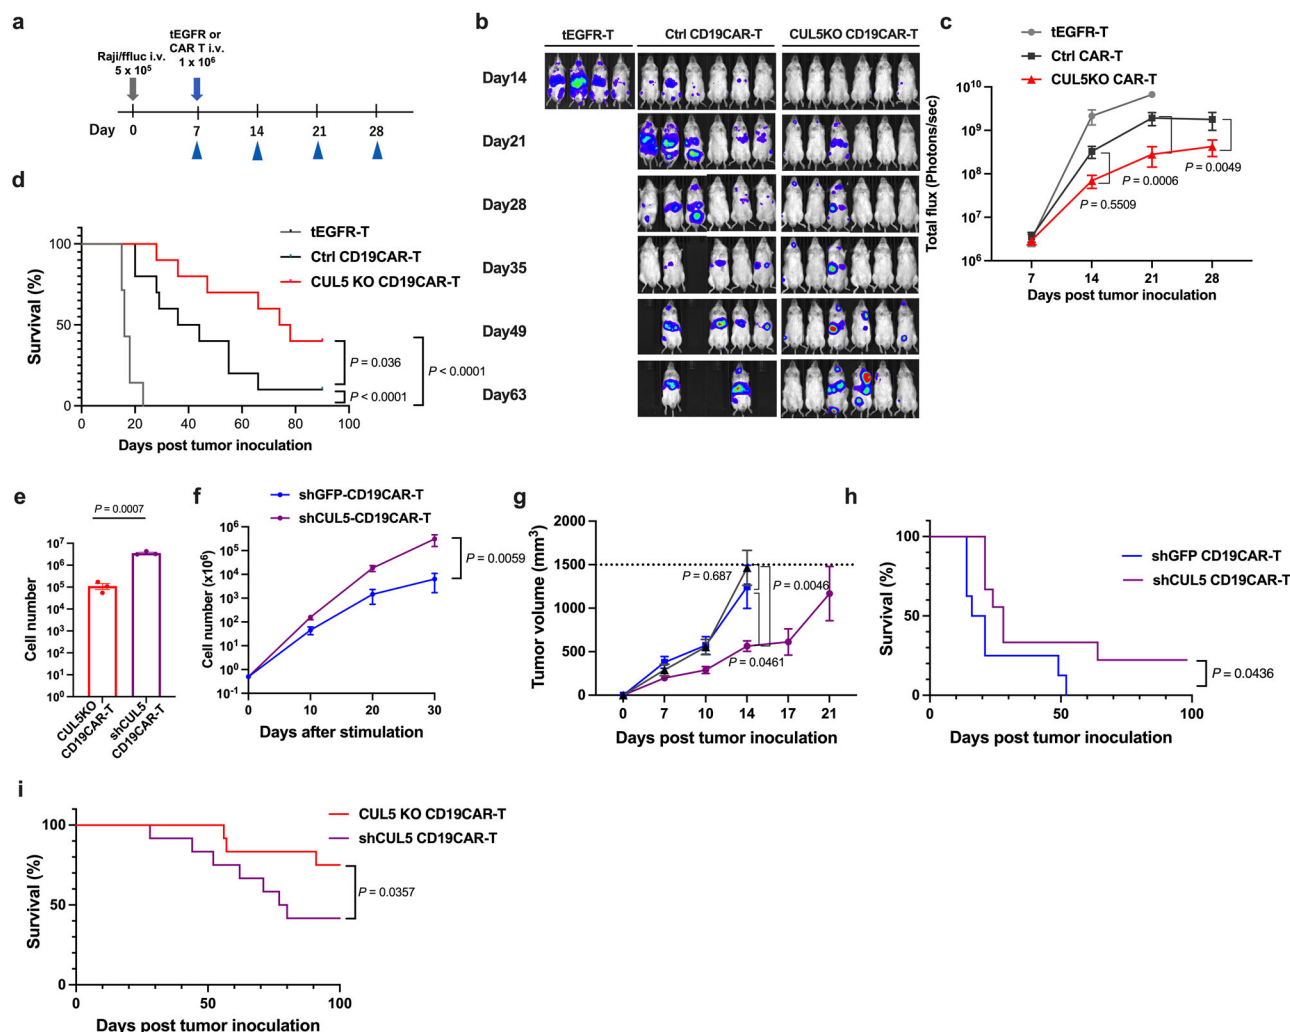 a
Raji/ffluc i.v.
5 x 10⁵
tEGFR or
CAR T i.v.
1 x 10⁶
Day
0
7
14
21
28
b
tEGFR-T
Ctrl CD19CAR-T
CUL5KO CD19CAR-T
Day14
Day21
Day28
Day35
Day49
Day63
c
tEGFR-T
Ctrl CAR-T
CUL5KO CAR-T
Total flux (Photons/sec)
10¹⁰
10⁹
10⁸
10⁷
10⁶
P = 0.0049
P = 0.0006
P = 0.5509
7
14
21
28
Days post tumor inoculation
d
tEGFR-T
Ctrl CD19CAR-T
CUL5 KO CD19CAR-T
Survival (%)
100
50
0
P = 0.036
P < 0.0001
P < 0.0001
0
20
40
60
80
100
Days post tumor inoculation
e
P = 0.0007
Cell number
10⁷
10⁶
10⁵
10⁴
10³
10²
10¹
10⁰
CUL5KO
CD19CAR-T
shCUL5
CD19CAR-T
f
shGFP-CD19CAR-T
shCUL5-CD19CAR-T
Cell number (x10⁶)
10⁶
10⁵
10⁴
10³
10²
10¹
10⁰
10⁻¹
P = 0.0059
0
10
20
30
Days after stimulation
g
Tumor volume (mm³)
2000
1500
1000
500
0
P = 0.687
P = 0.0046
P = 0.0461
0
7
10
14
17
21
Days post tumor inoculation
h
shGFP CD19CAR-T
shCUL5 CD19CAR-T
Survival (%)
100
50
0
P = 0.0436
0
50
100
Days post tumor inoculation
i
CUL5 KO CD19CAR-T
shCUL5 CD19CAR-T
Survival (%)
100
50
0
P = 0.0357
0
50
100
Days post tumor inoculation